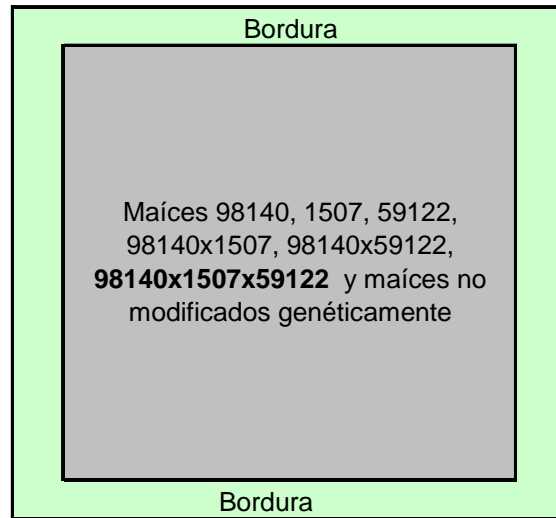 Bordura
Maíces 98140, 1507, 59122,
98140x1507, 98140x59122,
98140x1507x59122 y maíces no
modificados genéticamente
Bordura